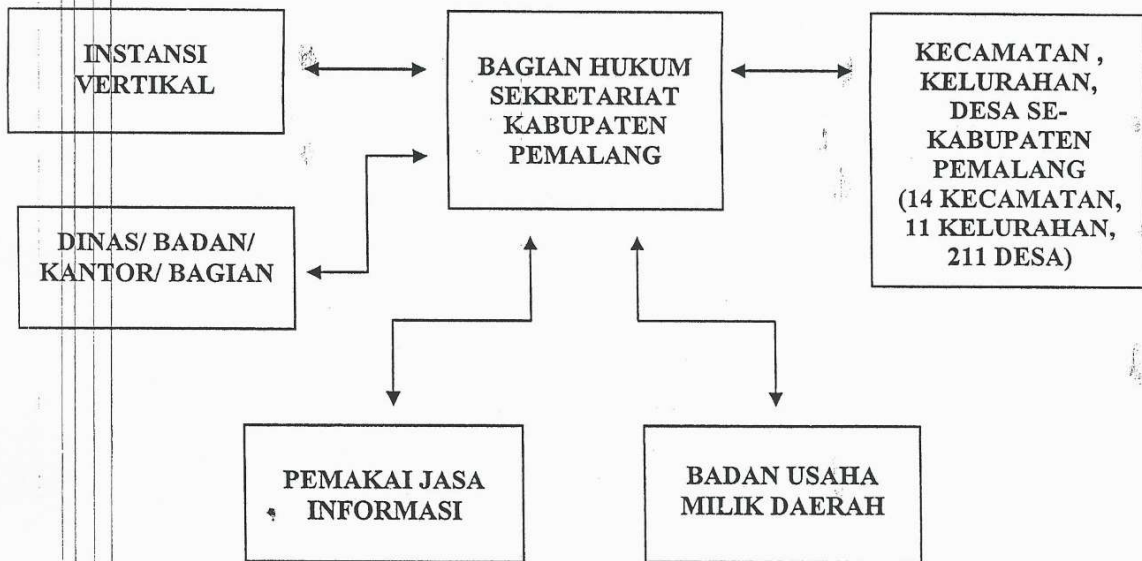 INSTANSI
VERTIKAL
BAGIAN HUKUM
SEKRETARIAT
KABUPATEN
PEMALANG
KECAMATAN ,
KELURAHAN,
DESA SE-
KABUPATEN
PEMALANG
(14 KECAMATAN,
11 KELURAHAN,
211 DESA)
DINAS/ BADAN/
KANTOR/ BAGIAN
PEMAKAI JASA
INFORMASI
BADAN USAHA
MILIK DAERAH